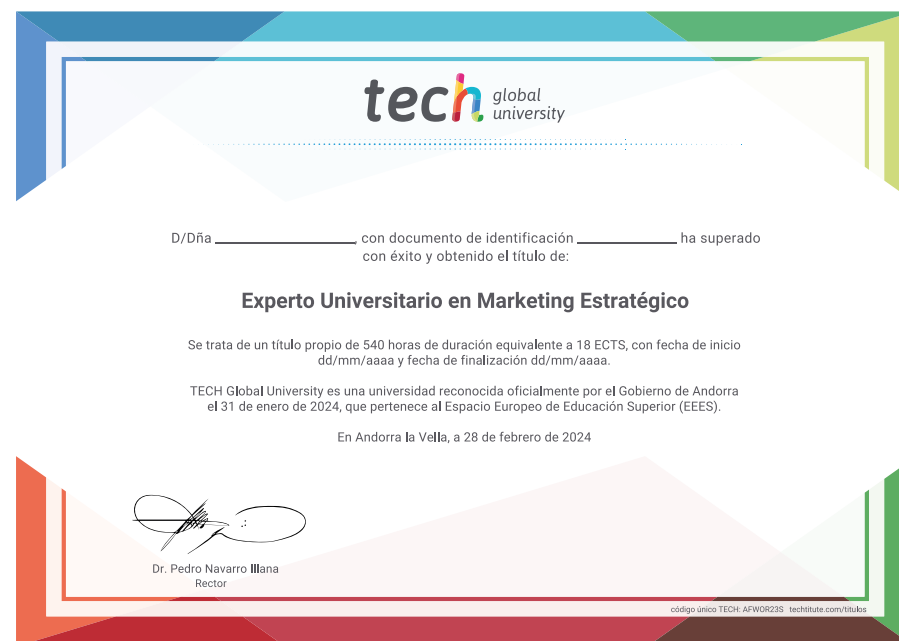 tech global
university
D/Dña ______________, con documento de identificación __________ ha superado
con éxito y obtenido el título de:
Experto Universitario en Marketing Estratégico
Se trata de un título propio de 540 horas de duración equivalente a 18 ECTS, con fecha de inicio
dd/mm/aaaa y fecha de finalización dd/mm/aaaa.
TECH Global University es una universidad reconocida oficialmente por el Gobierno de Andorra
el 31 de enero de 2024, que pertenece al Espacio Europeo de Educación Superior (EEES).
En Andorra la Vella, a 28 de febrero de 2024
Dr. Pedro Navarro Illana
Rector
código único TECH: AFWOR23S techtitute.com/titulos